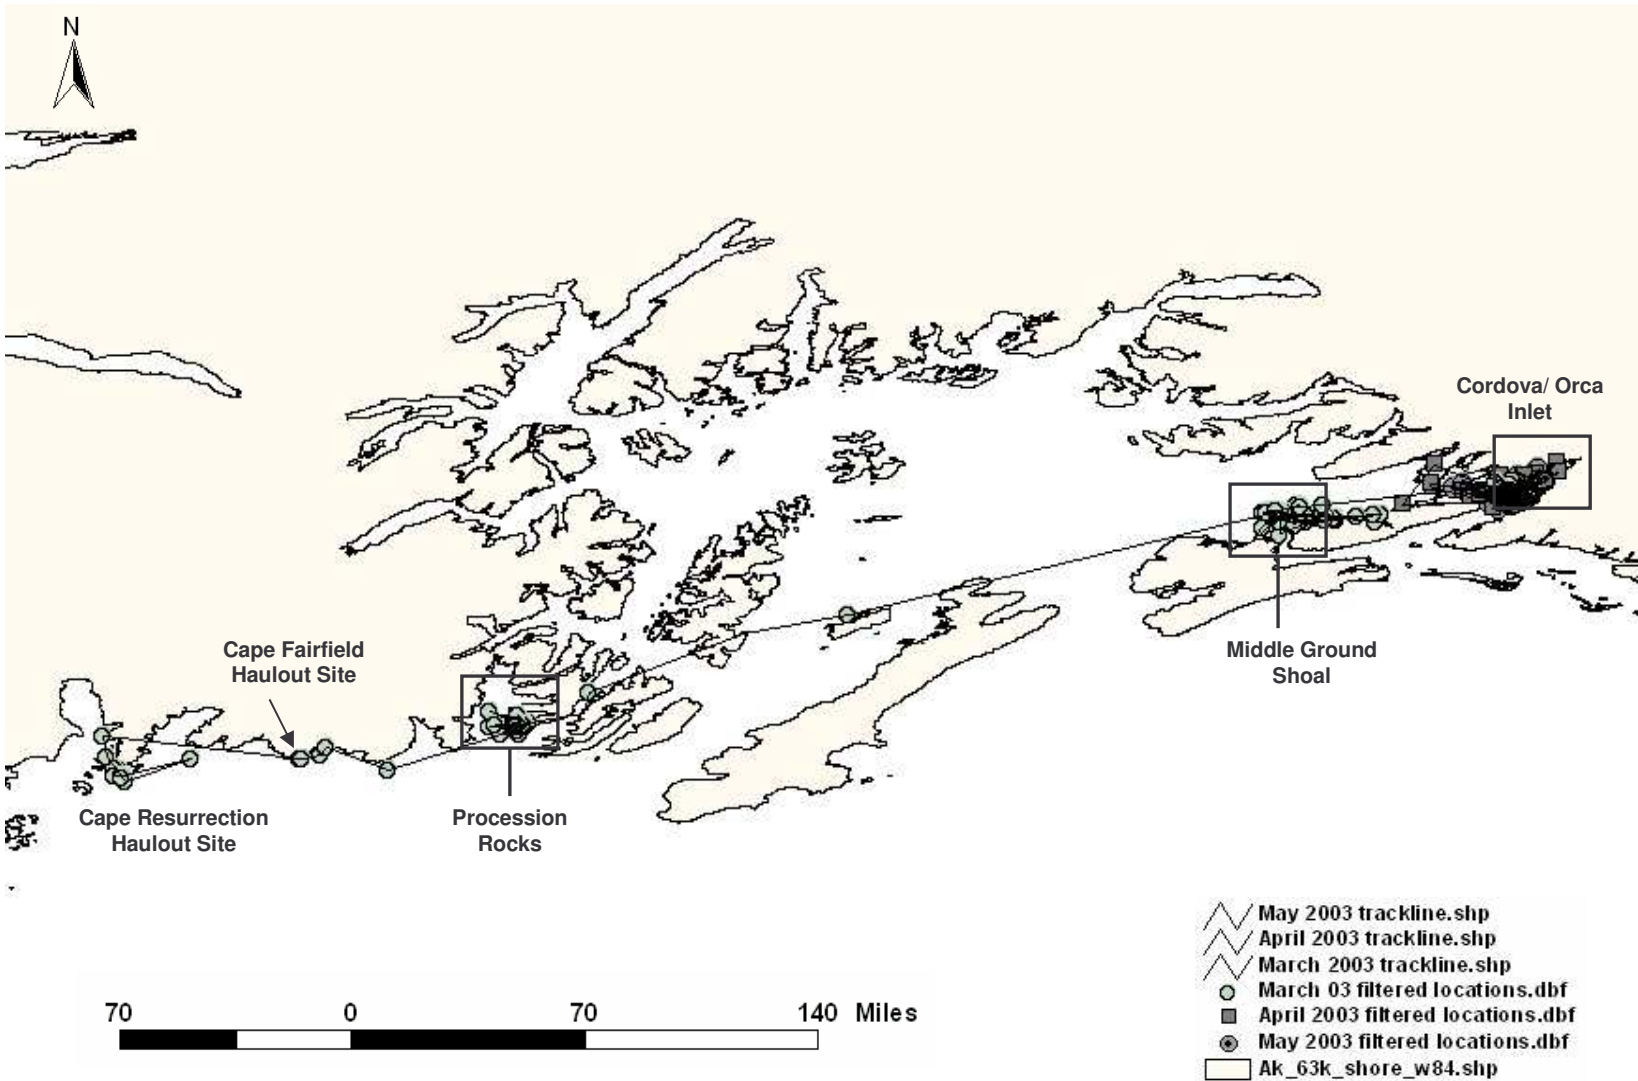 N
Cordova/ Orca
Inlet
Cape Fairfield
Haulout Site
Middle Ground
Shoal
Cape Resurrection
Haulout Site
Procession
Rocks
May 2003 trackline.shp
April 2003 trackline.shp
March 2003 trackline.shp
March 03 filtered locations.dbf
April 2003 filtered locations.dbf
May 2003 filtered locations.dbf
Ak_63k_shore_w84.shp
70 0 70 140 Miles